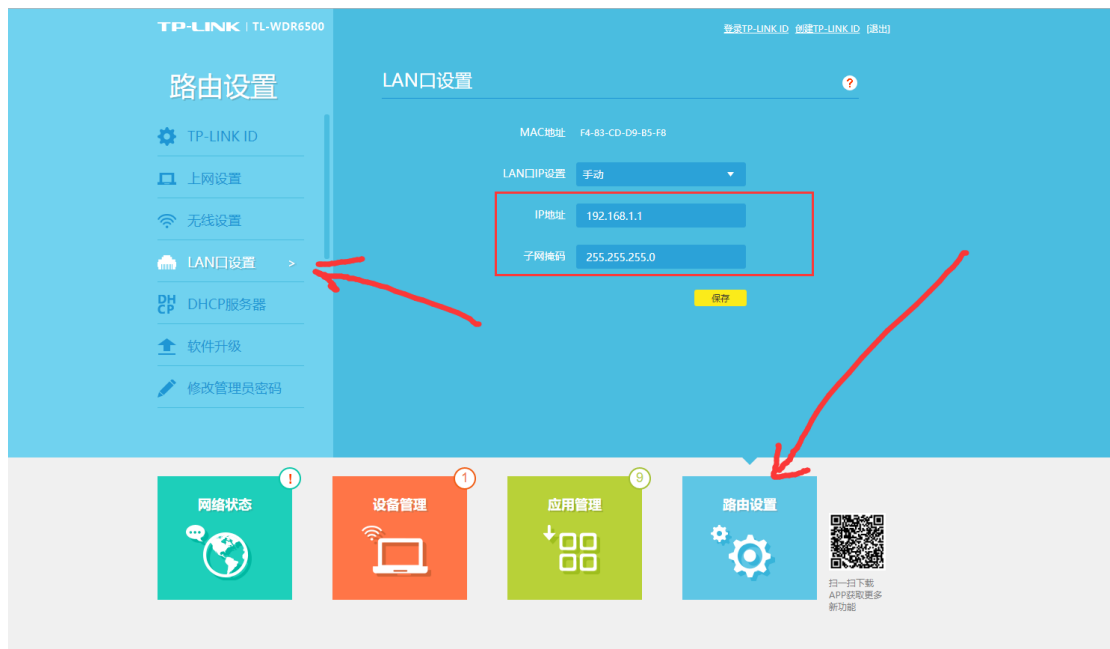 TP-LINK | TL-WDR6500
登录TP-LINK ID 创建TP-LINK ID [退出]
路由设置
LAN口设置
?
TP-LINK ID
上网设置
无线设置
LAN口设置 >
DHCP DHCP服务器
软件升级
修改管理员密码
MAC地址 F4-83-CD-D9-B5-F8
LAN口IP设置 手动
IP地址 192.168.1.1
子网掩码 255.255.255.0
保存
网络状态 !
设备管理 1
应用管理 9
路由设置
扫一扫下载
APP获取更多
新功能